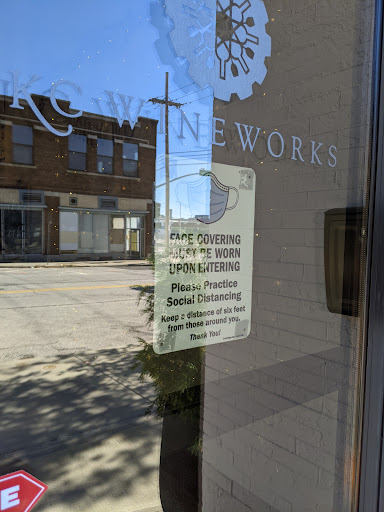 KC WINEWORKS
FACE COVERING
MUST BE WORN
UPON ENTERING
Please Practice
Social Distancing
Keep a distance of six feet
from those around you.
Thank You!
E